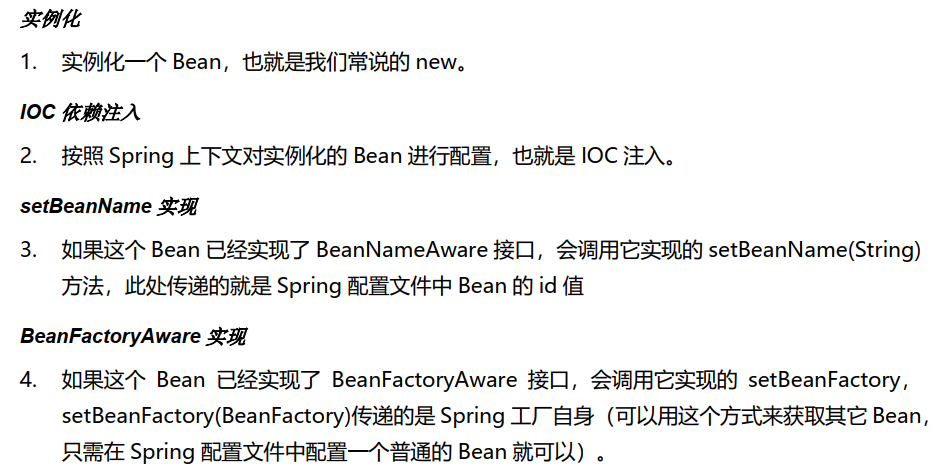 实例化
1. 实例化一个 Bean，也就是我们常说的 new。
IOC 依赖注入
2. 按照 Spring 上下文对实例化的 Bean 进行配置，也就是 IOC 注入。
setBeanName 实现
3. 如果这个 Bean 已经实现了 BeanNameAware 接口，会调用它实现的 setBeanName(String)
方法，此处传递的就是 Spring 配置文件中 Bean 的 id 值
BeanFactoryAware 实现
4. 如果这个 Bean 已经实现了 BeanFactoryAware 接口，会调用它实现的 setBeanFactory，
setBeanFactory(BeanFactory)传递的是 Spring 工厂自身（可以用这个方式来获取其它 Bean，
只需在 Spring 配置文件中配置一个普通的 Bean 就可以）。